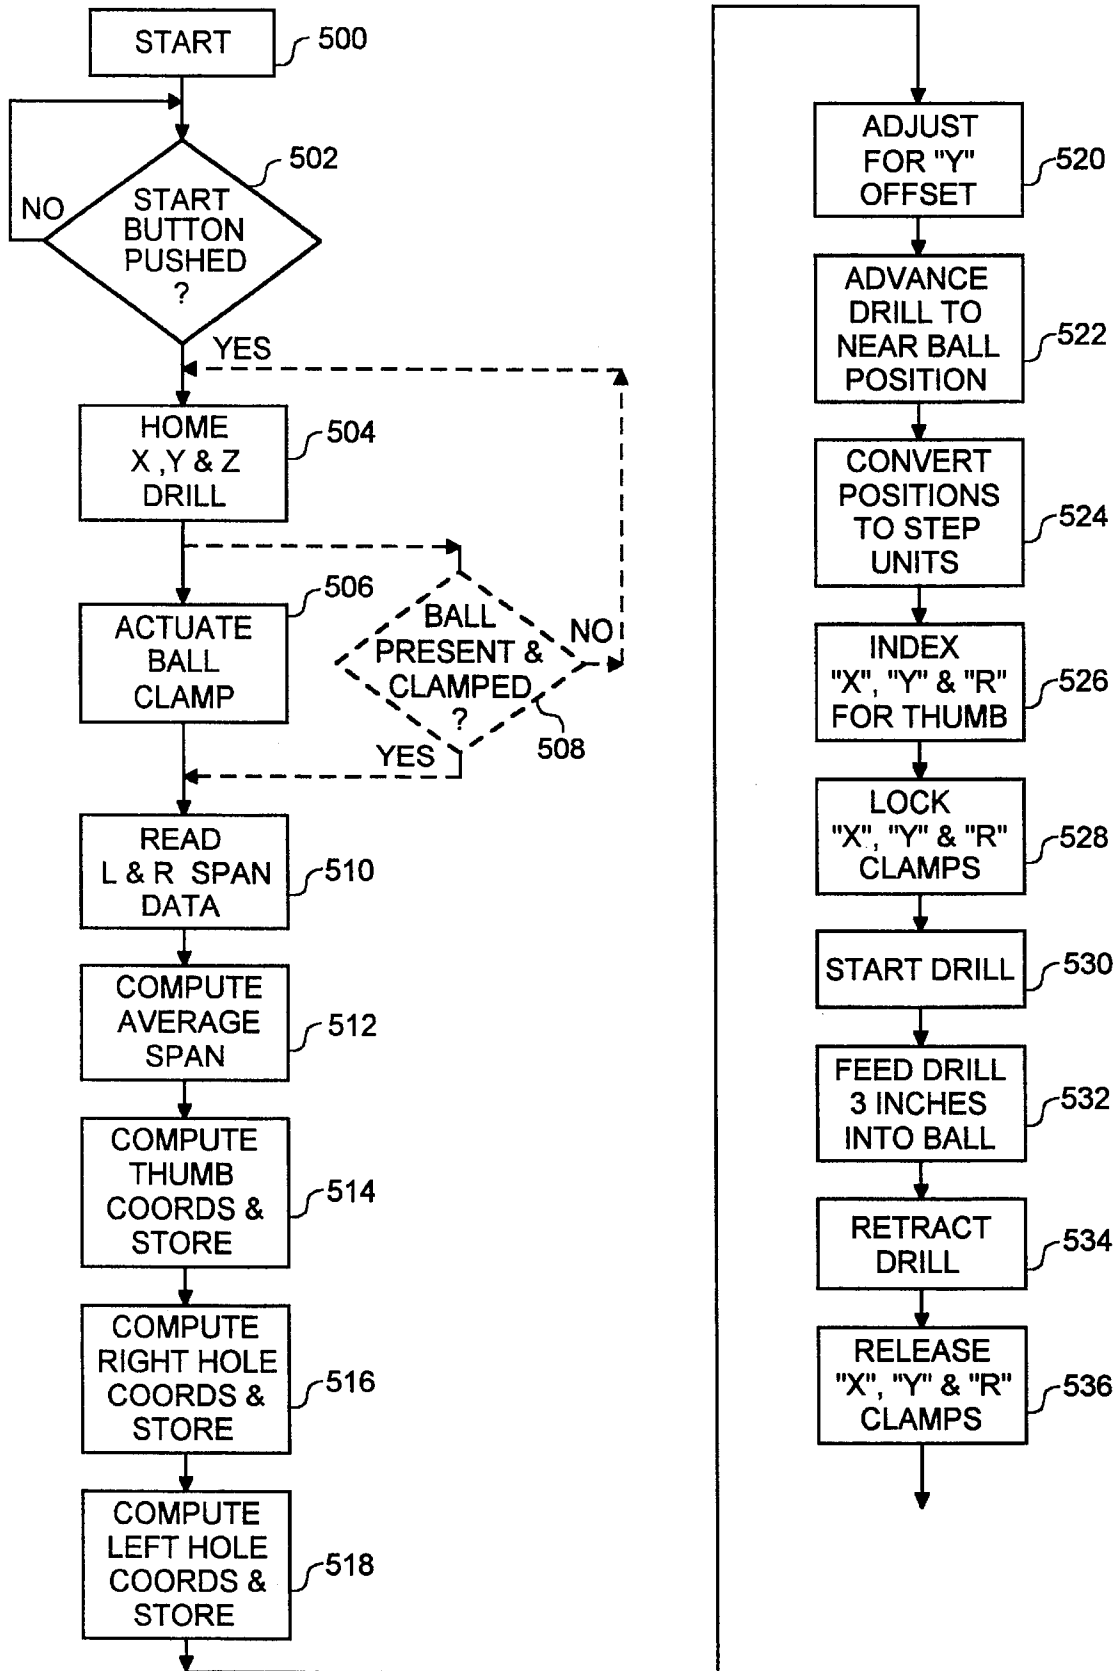 START
500
START
BUTTON
PUSHED
?
502
NO
YES
HOME
X ,Y & Z
DRILL
504
ACTUATE
BALL
CLAMP
506
BALL
PRESENT &
CLAMPED
?
508
NO
YES
READ
L & R SPAN
DATA
510
COMPUTE
AVERAGE
SPAN
512
COMPUTE
THUMB
COORDS &
STORE
514
COMPUTE
RIGHT HOLE
COORDS &
STORE
516
COMPUTE
LEFT HOLE
COORDS &
STORE
518
ADJUST
FOR "Y"
OFFSET
520
ADVANCE
DRILL TO
NEAR BALL
POSITION
522
CONVERT
POSITIONS
TO STEP
UNITS
524
INDEX
"X", "Y" & "R"
FOR THUMB
526
LOCK
"X", "Y" & "R"
CLAMPS
528
START DRILL
530
FEED DRILL
3 INCHES
INTO BALL
532
RETRACT
DRILL
534
RELEASE
"X", "Y" & "R"
CLAMPS
536